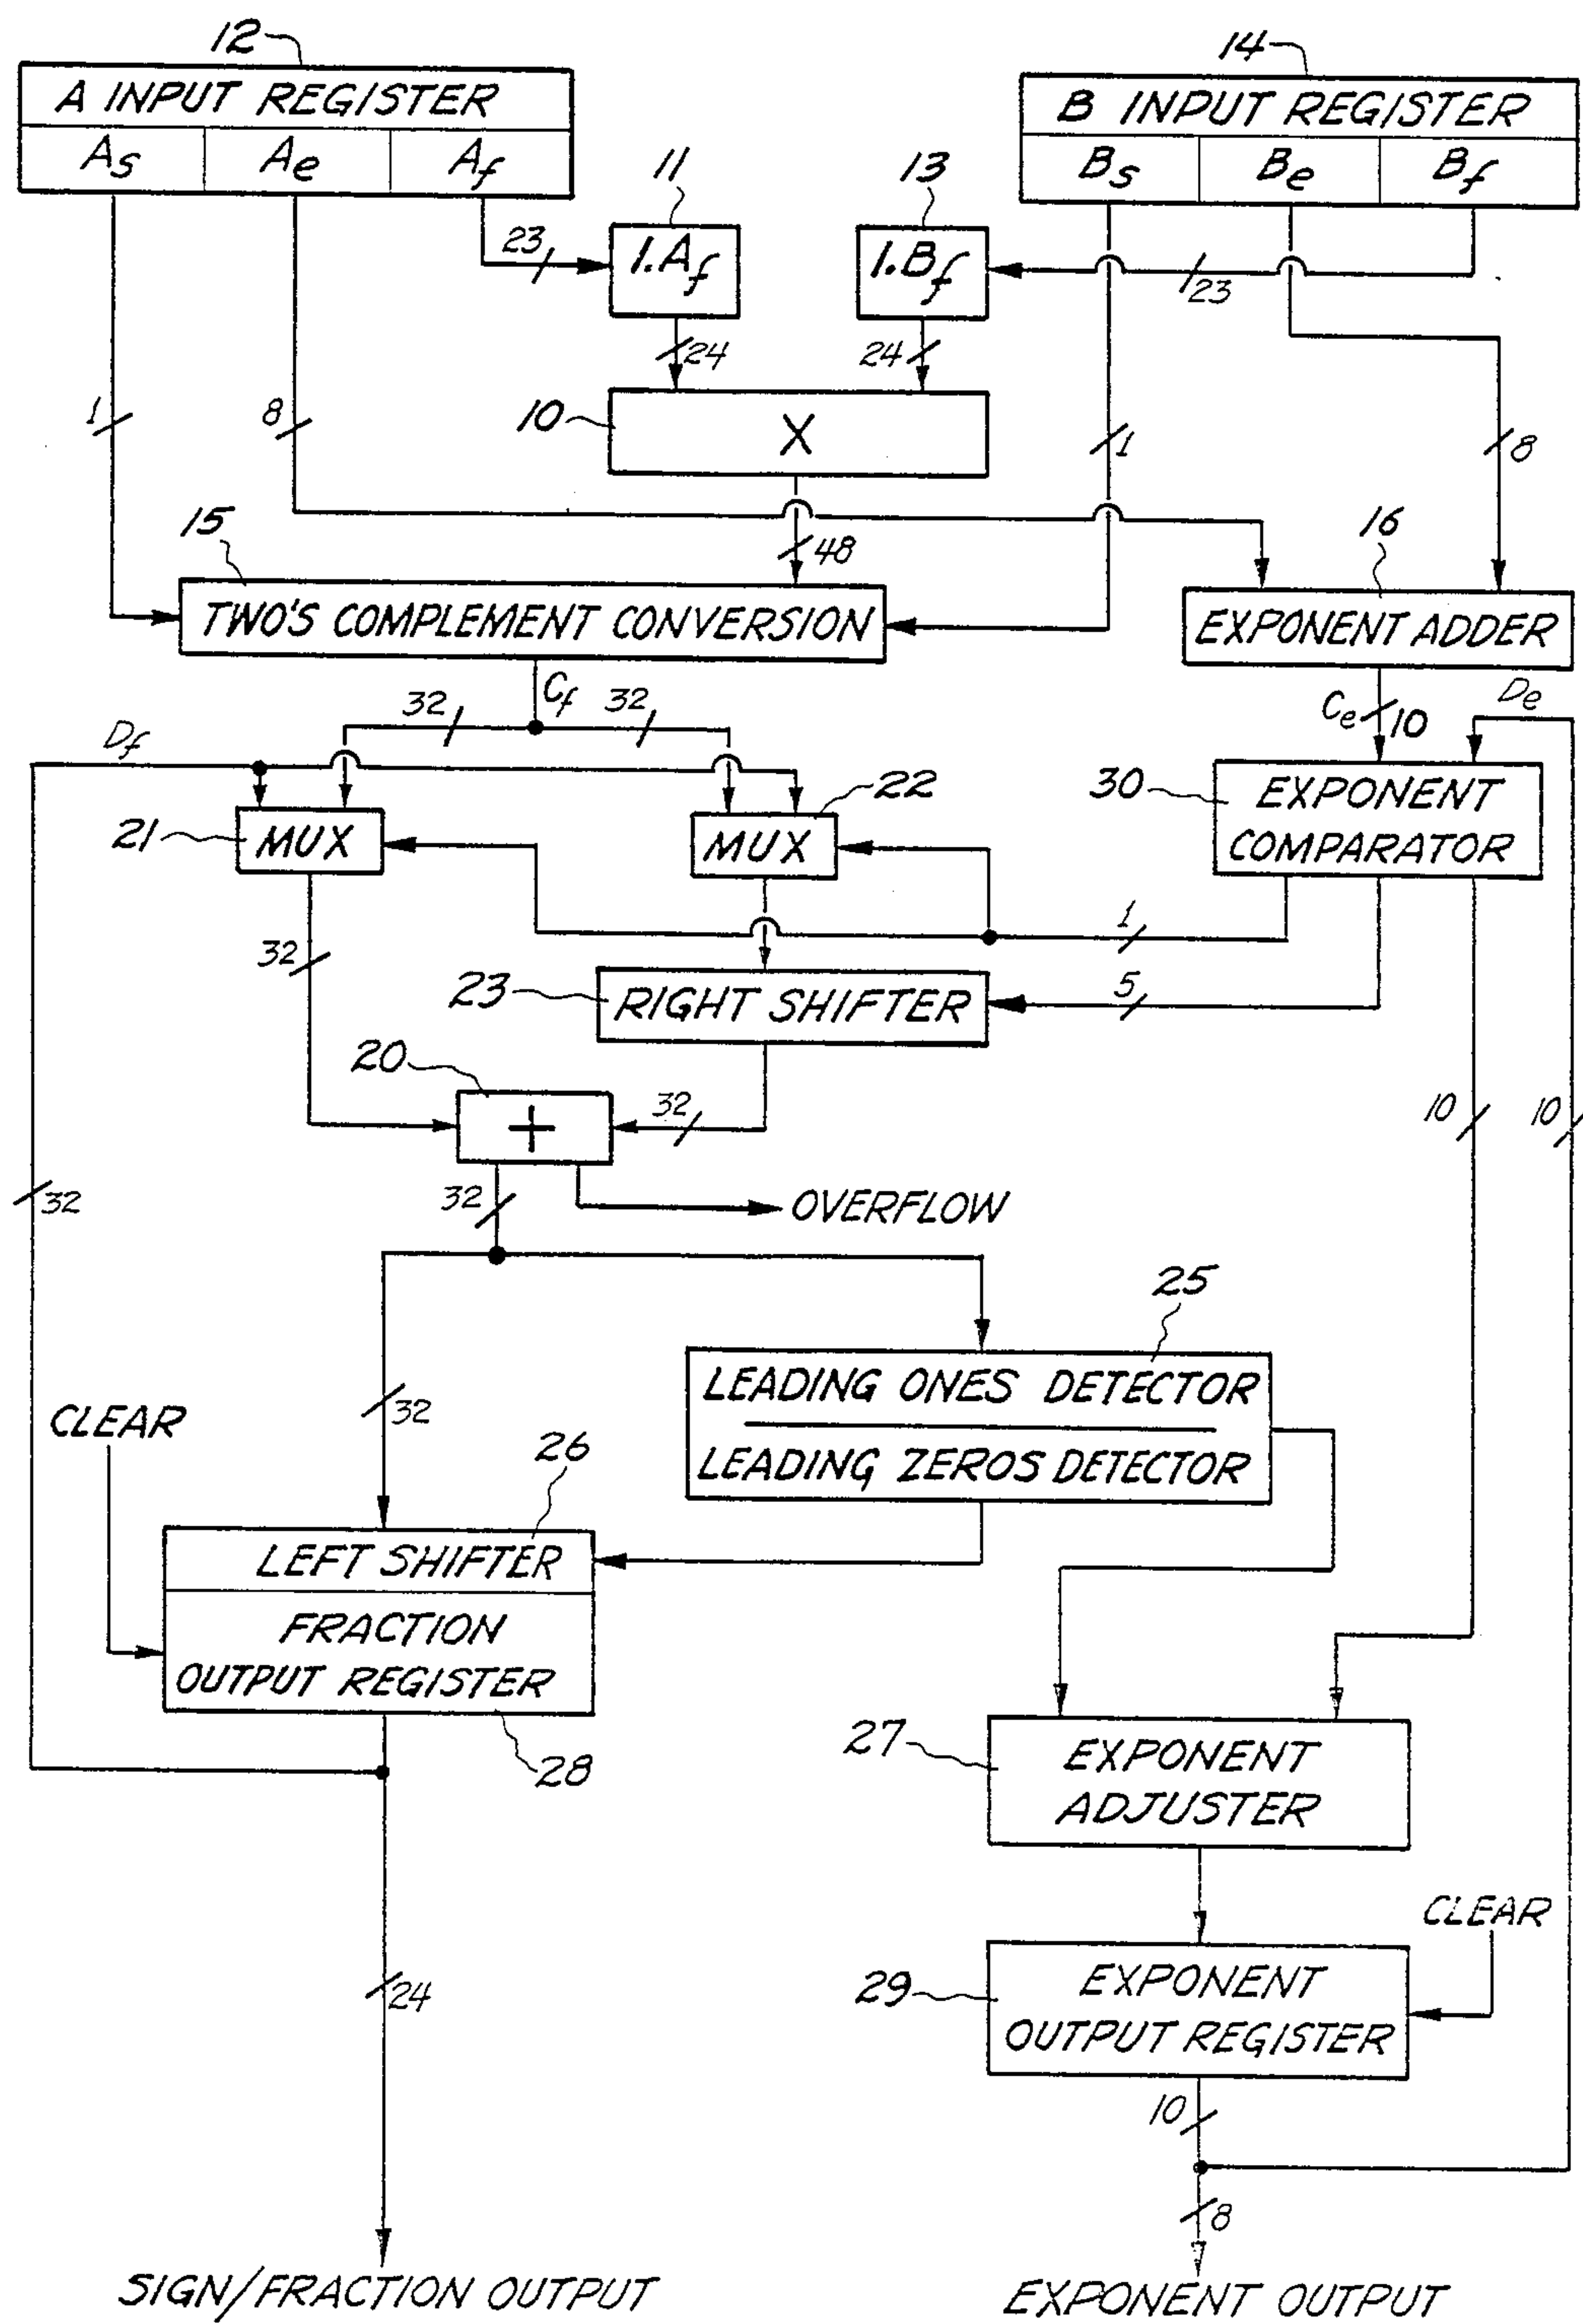 12
14
A INPUT REGISTER
B INPUT REGISTER
As
Ae
Af
Bs
Be
Bf
11
13
23
1.Af
1.Bf
23
24
24
1
8
10
X
1
8
15
48
16
TWO'S COMPLEMENT CONVERSION
EXPONENT ADDER
32
Cf
32
Ce
10
De
Df
21
MUX
MUX
22
30
EXPONENT
COMPARATOR
32
1
23
RIGHT SHIFTER
5
20
+
32
10
10
32
32
OVERFLOW
25
LEADING ONES DETECTOR
LEADING ZEROS DETECTOR
32
CLEAR
26
LEFT SHIFTER
FRACTION
OUTPUT REGISTER
28
27
EXPONENT
ADJUSTER
CLEAR
24
29
EXPONENT
OUTPUT REGISTER
10
8
SIGN/FRACTION OUTPUT
EXPONENT OUTPUT